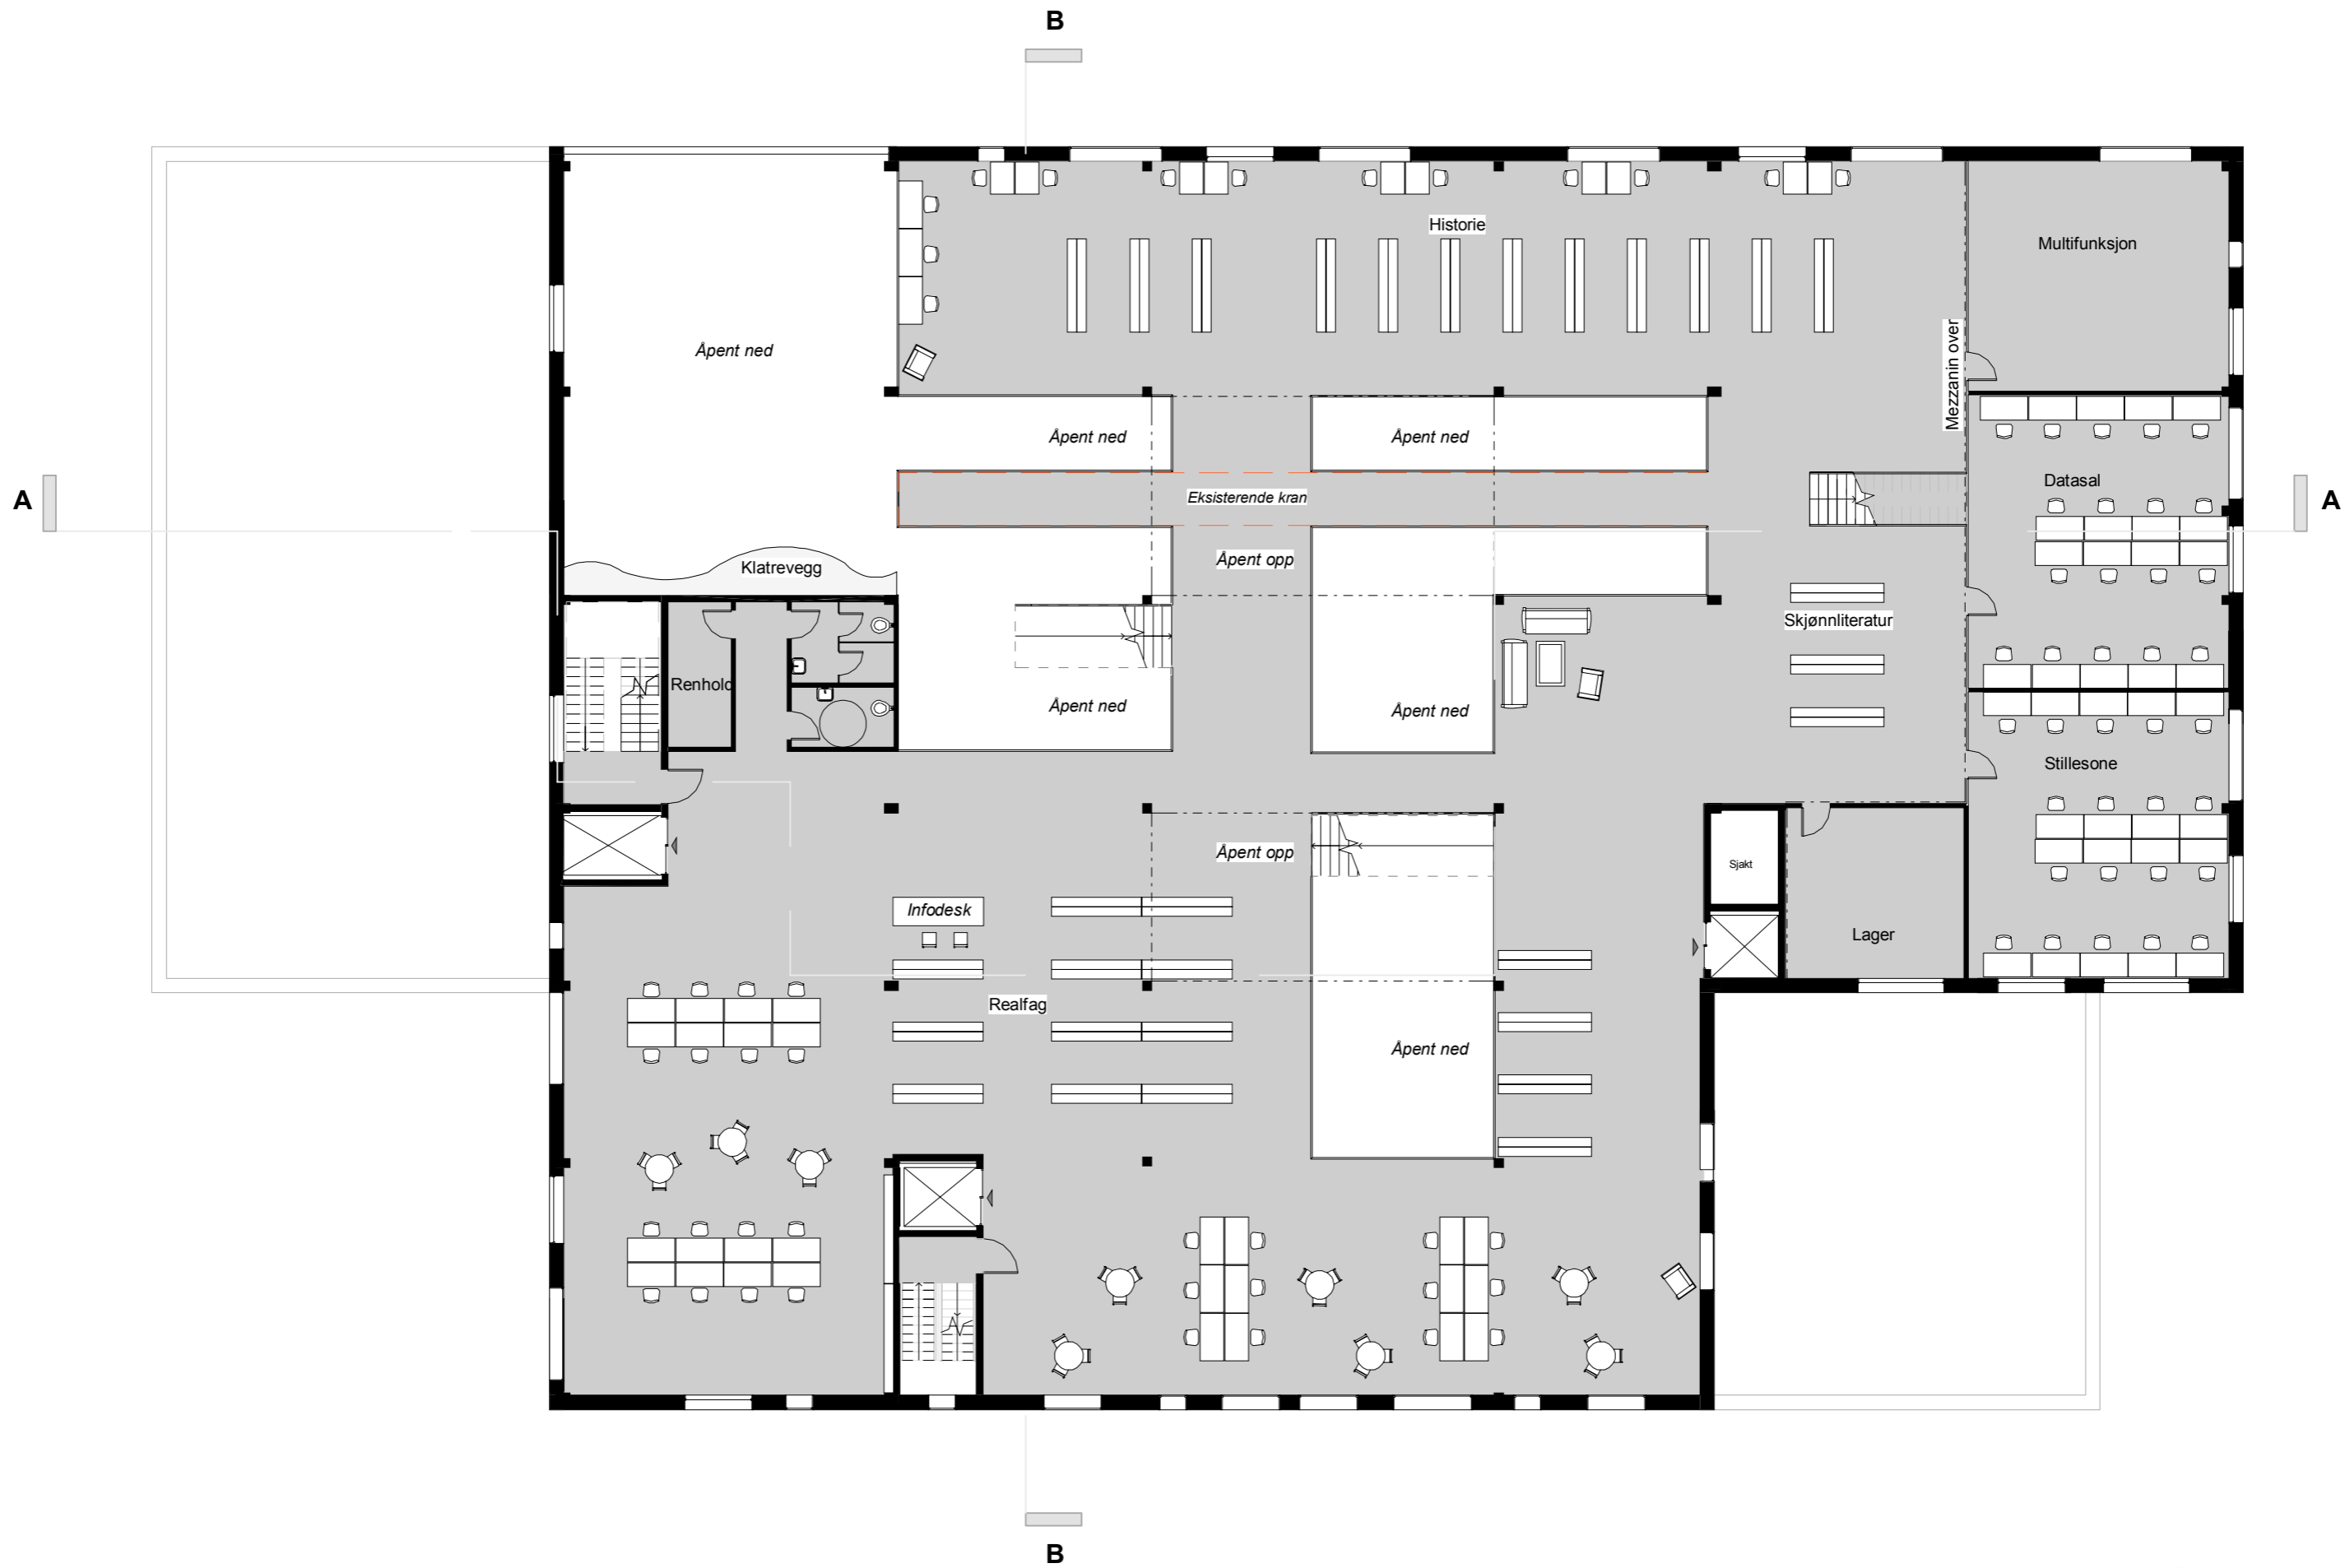 B
Historie
Multifunksjon
Åpent ned
Mezzanin over
Åpent ned
Åpent ned
Datasal
A
Eksisterende kran
A
Åpent opp
Klatrevegg
Skjønnliteratur
Renhold
Åpent ned
Åpent ned
Stillesone
Åpent opp
Sjakt
Infodesk
Lager
Realfag
Åpent ned
B